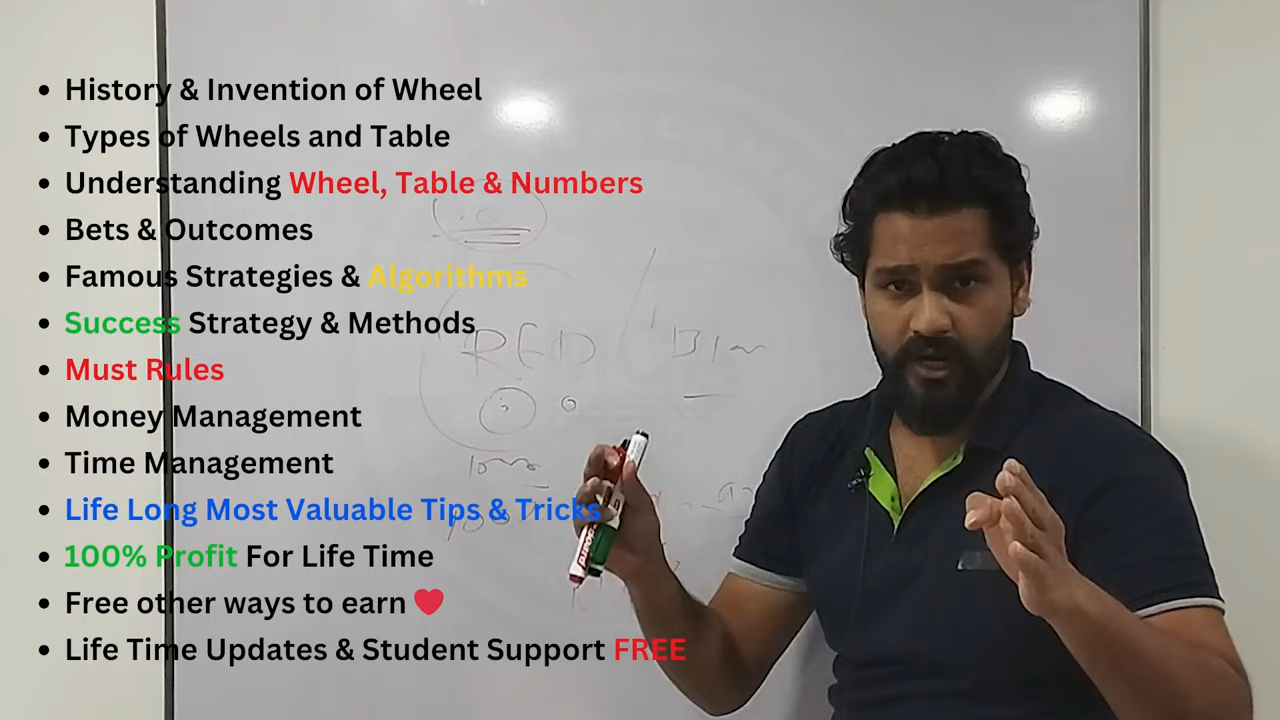 History & Invention of Wheel
Types of Wheels and Table
Understanding Wheel, Table & Numbers
Bets & Outcomes
Famous Strategies & Algorithms
Success Strategy & Methods
Must Rules
Money Management
Time Management
Life Long Most Valuable Tips & Tricks
100% Profit For Life Time
Free other ways to earn ❤️
Life Time Updates & Student Support FREE
RED